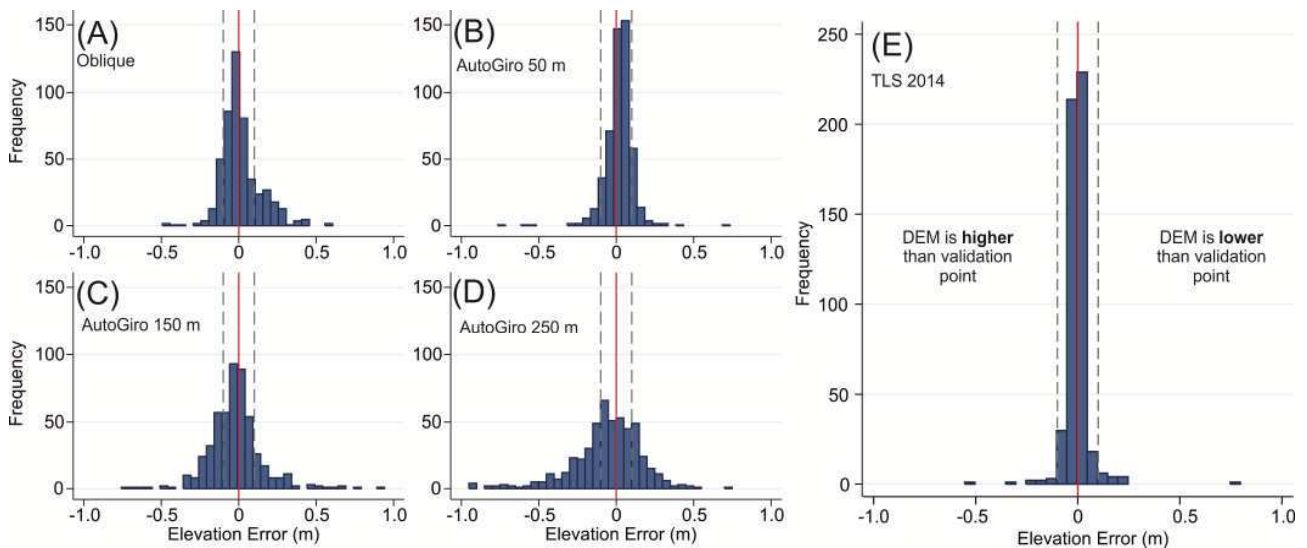 (A)
Oblique
150
100
50
0
Frequency
-1.0 -0.5 0 0.5 1.0
(B)
AutoGiro 50 m
150
100
50
0
-1.0 -0.5 0 0.5 1.0
(C)
AutoGiro 150 m
150
100
50
0
Frequency
-1.0 -0.5 0 0.5 1.0
Elevation Error (m)
(D)
AutoGiro 250 m
150
100
50
0
-1.0 -0.5 0 0.5 1.0
Elevation Error (m)
(E)
TLS 2014
250
200
150
100
50
0
Frequency
DEM is higher
than validation
point
DEM is lower
than validation
point
-1.0 -0.5 0 0.5 1.0
Elevation Error (m)